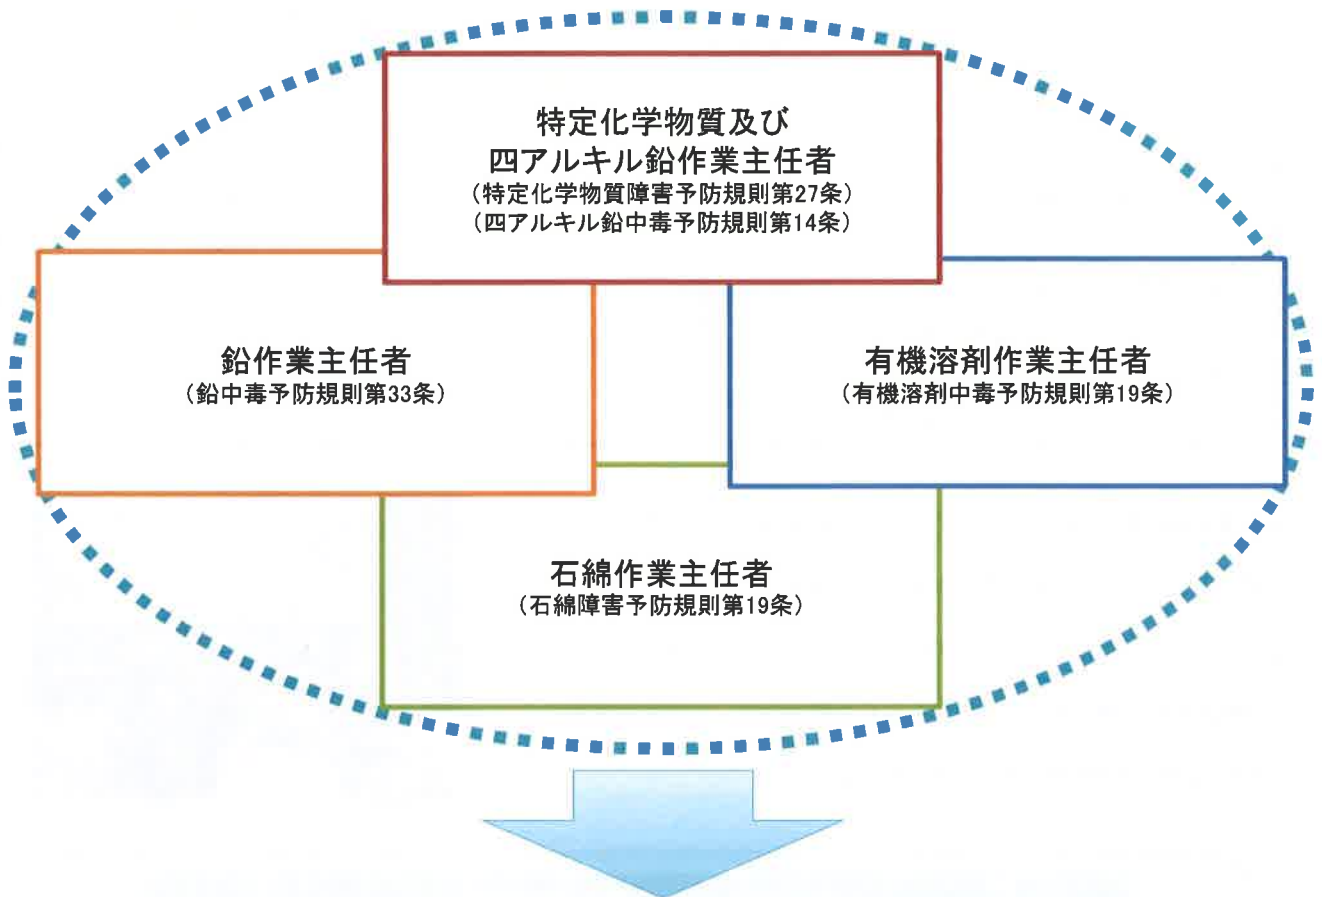 特定化学物質及び
四アルキル鉛作業主任者
(特定化学物質障害予防規則第27条)
(四アルキル鉛中毒予防規則第14条)
鉛作業主任者
(鉛中毒予防規則第33条)
有機溶剤作業主任者
(有機溶剤中毒予防規則第19条)
石綿作業主任者
(石綿障害予防規則第19条)